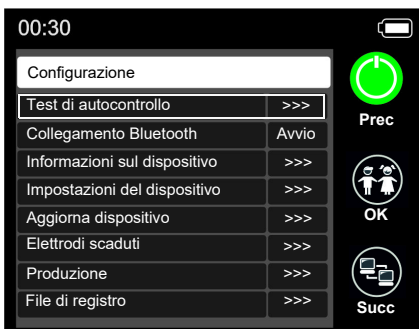 00:30
Configurazione
Test di autocontrollo >>>
Collegamento Bluetooth Avvio
Informazioni sul dispositivo >>>
Impostazioni del dispositivo >>>
Aggiorna dispositivo >>>
Elettrodi scaduti >>>
Produzione >>>
File di registro >>>
Prec
OK
Succ